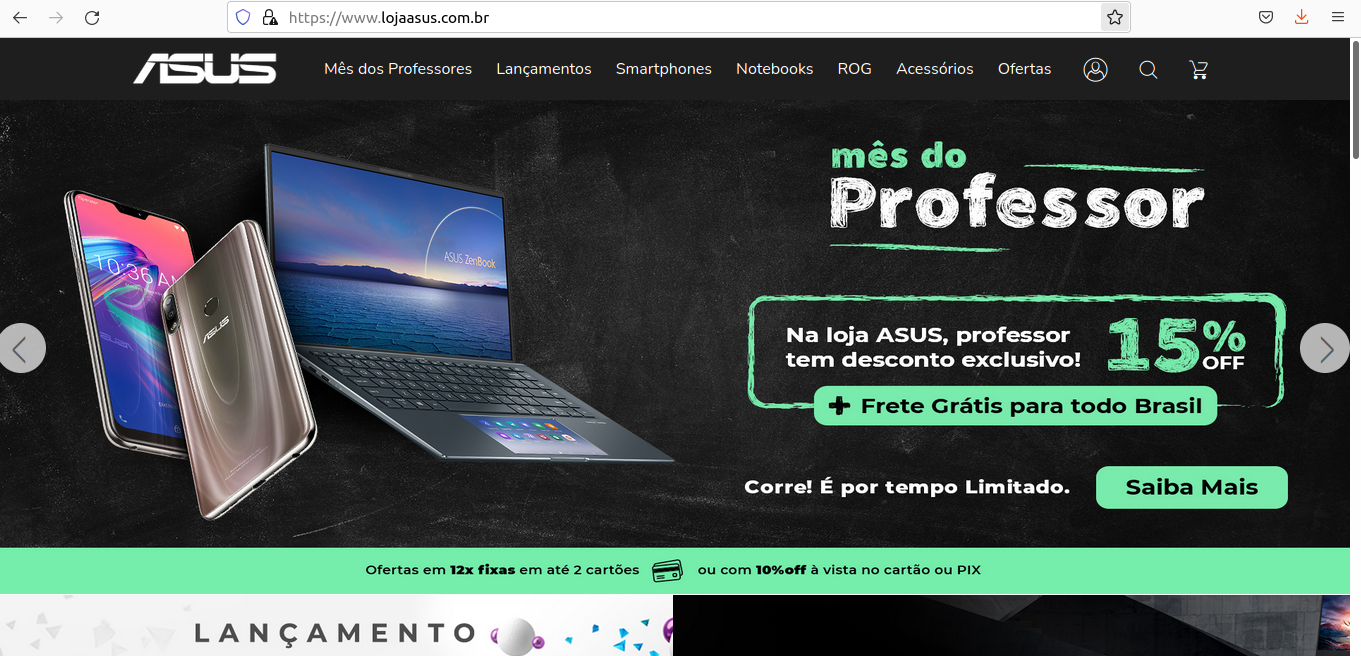 https://www.lojaasus.com.br
ASUS
Mês dos Professores
Lançamentos
Smartphones
Notebooks
ROG
Acessórios
Ofertas
mês do
Professor
10:36 AM
ASUS ZenBook
ASUS
Na loja ASUS, professor
tem desconto exclusivo!
15% OFF
+ Frete Grátis para todo Brasil
Corre! É por tempo Limitado.
Saiba Mais
Ofertas em 12x fixas em até 2 cartões
ou com 10%off à vista no cartão ou PIX
LANÇAMENTO